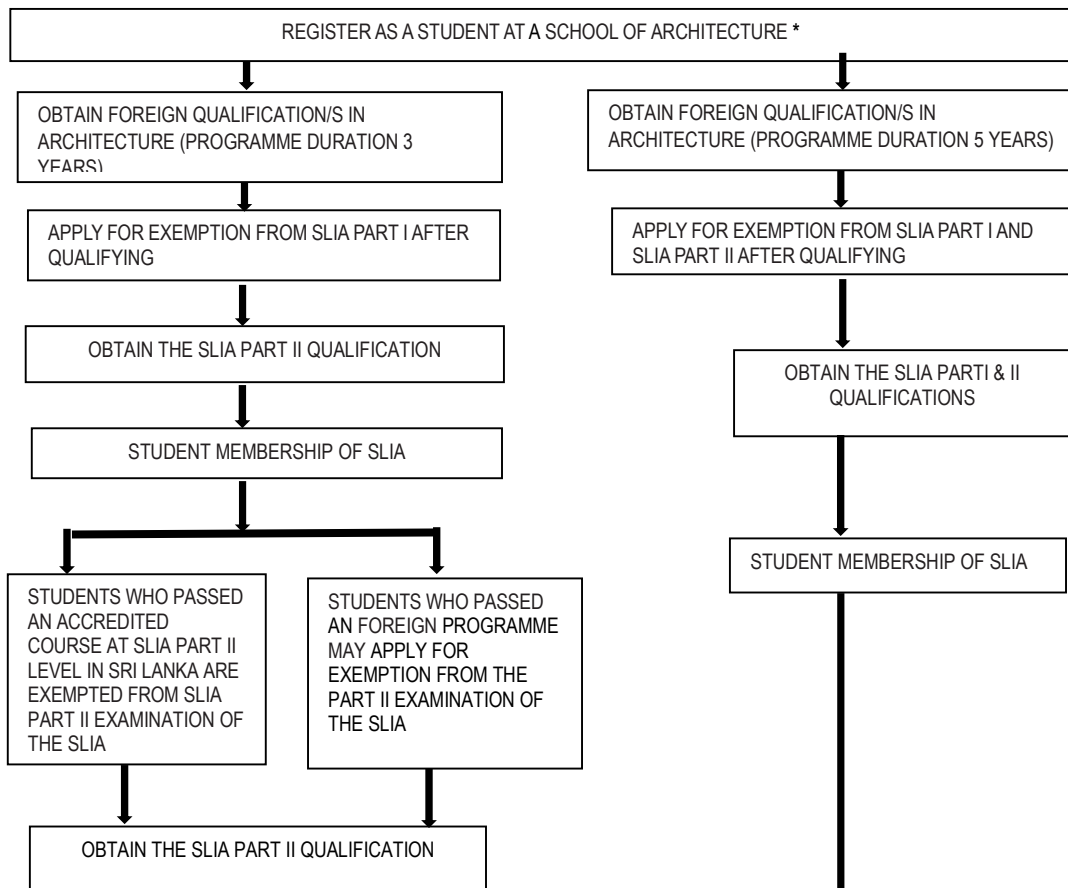 REGISTER AS A STUDENT AT A SCHOOL OF ARCHITECTURE *
OBTAIN FOREIGN QUALIFICATION/S IN
ARCHITECTURE (PROGRAMME DURATION 3
YEARS)
APPLY FOR EXEMPTION FROM SLIA PART I AFTER
QUALIFYING
OBTAIN THE SLIA PART II QUALIFICATION
STUDENT MEMBERSHIP OF SLIA
STUDENTS WHO PASSED
AN ACCREDITED
COURSE AT SLIA PART II
LEVEL IN SRI LANKA ARE
EXEMPTED FROM SLIA
PART II EXAMINATION OF
THE SLIA
STUDENTS WHO PASSED
AN FOREIGN PROGRAMME
MAY APPLY FOR
EXEMPTION FROM THE
PART II EXAMINATION OF
THE SLIA
OBTAIN THE SLIA PART II QUALIFICATION
OBTAIN FOREIGN QUALIFICATION/S IN
ARCHITECTURE (PROGRAMME DURATION 5 YEARS)
APPLY FOR EXEMPTION FROM SLIA PART I AND
SLIA PART II AFTER QUALIFYING
OBTAIN THE SLIA PARTI & II
QUALIFICATIONS
STUDENT MEMBERSHIP OF SLIA